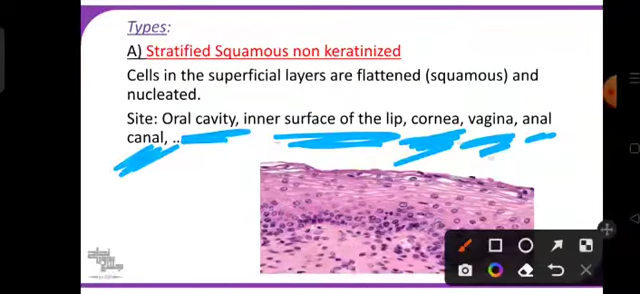 Types:
A) Stratified Squamous non keratinized
Cells in the superficial layers are flattened (squamous) and
nucleated.
Site: Oral cavity, inner surface of the lip, cornea, vagina, anal
canal, ..